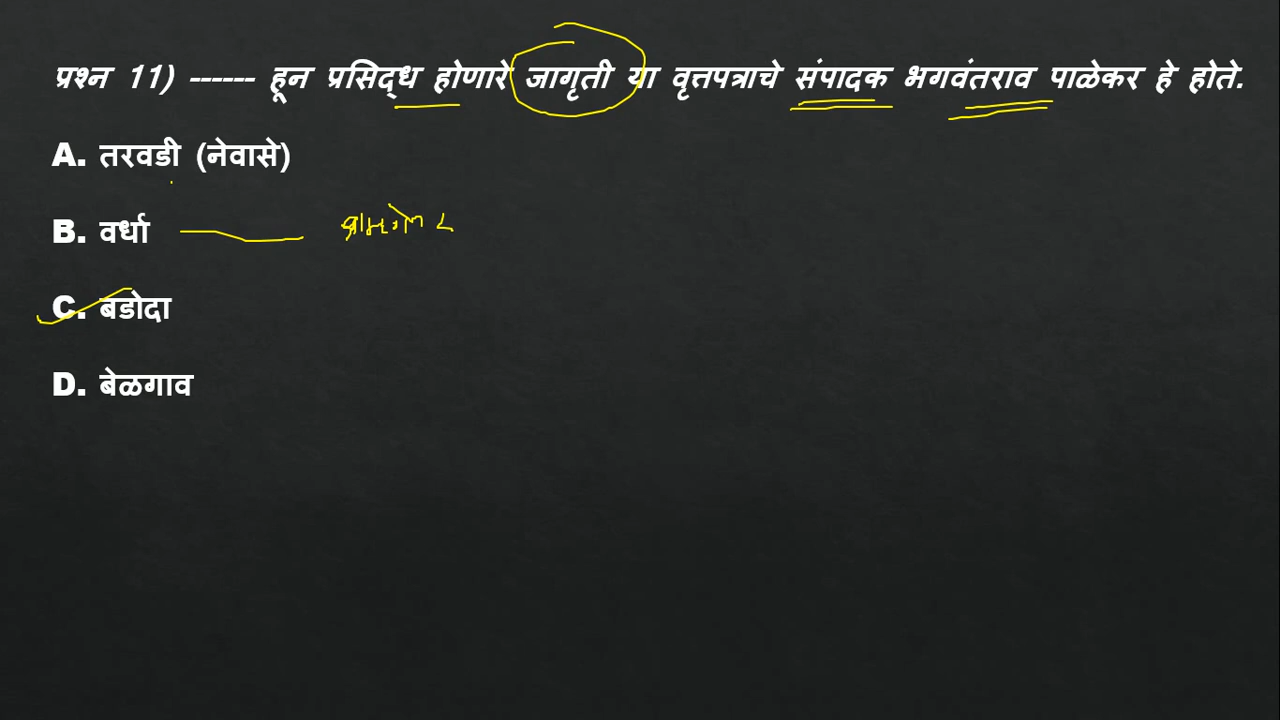 प्रश्न 11) ------ हून प्रसिद्ध होणारे जागृती या वृत्तपत्राचे संपादक भगवंतराव पाळेकर हे होते.
A. तरवडी (नेवासे)
B. वर्धा
C. बडोदा
D. बेळगाव